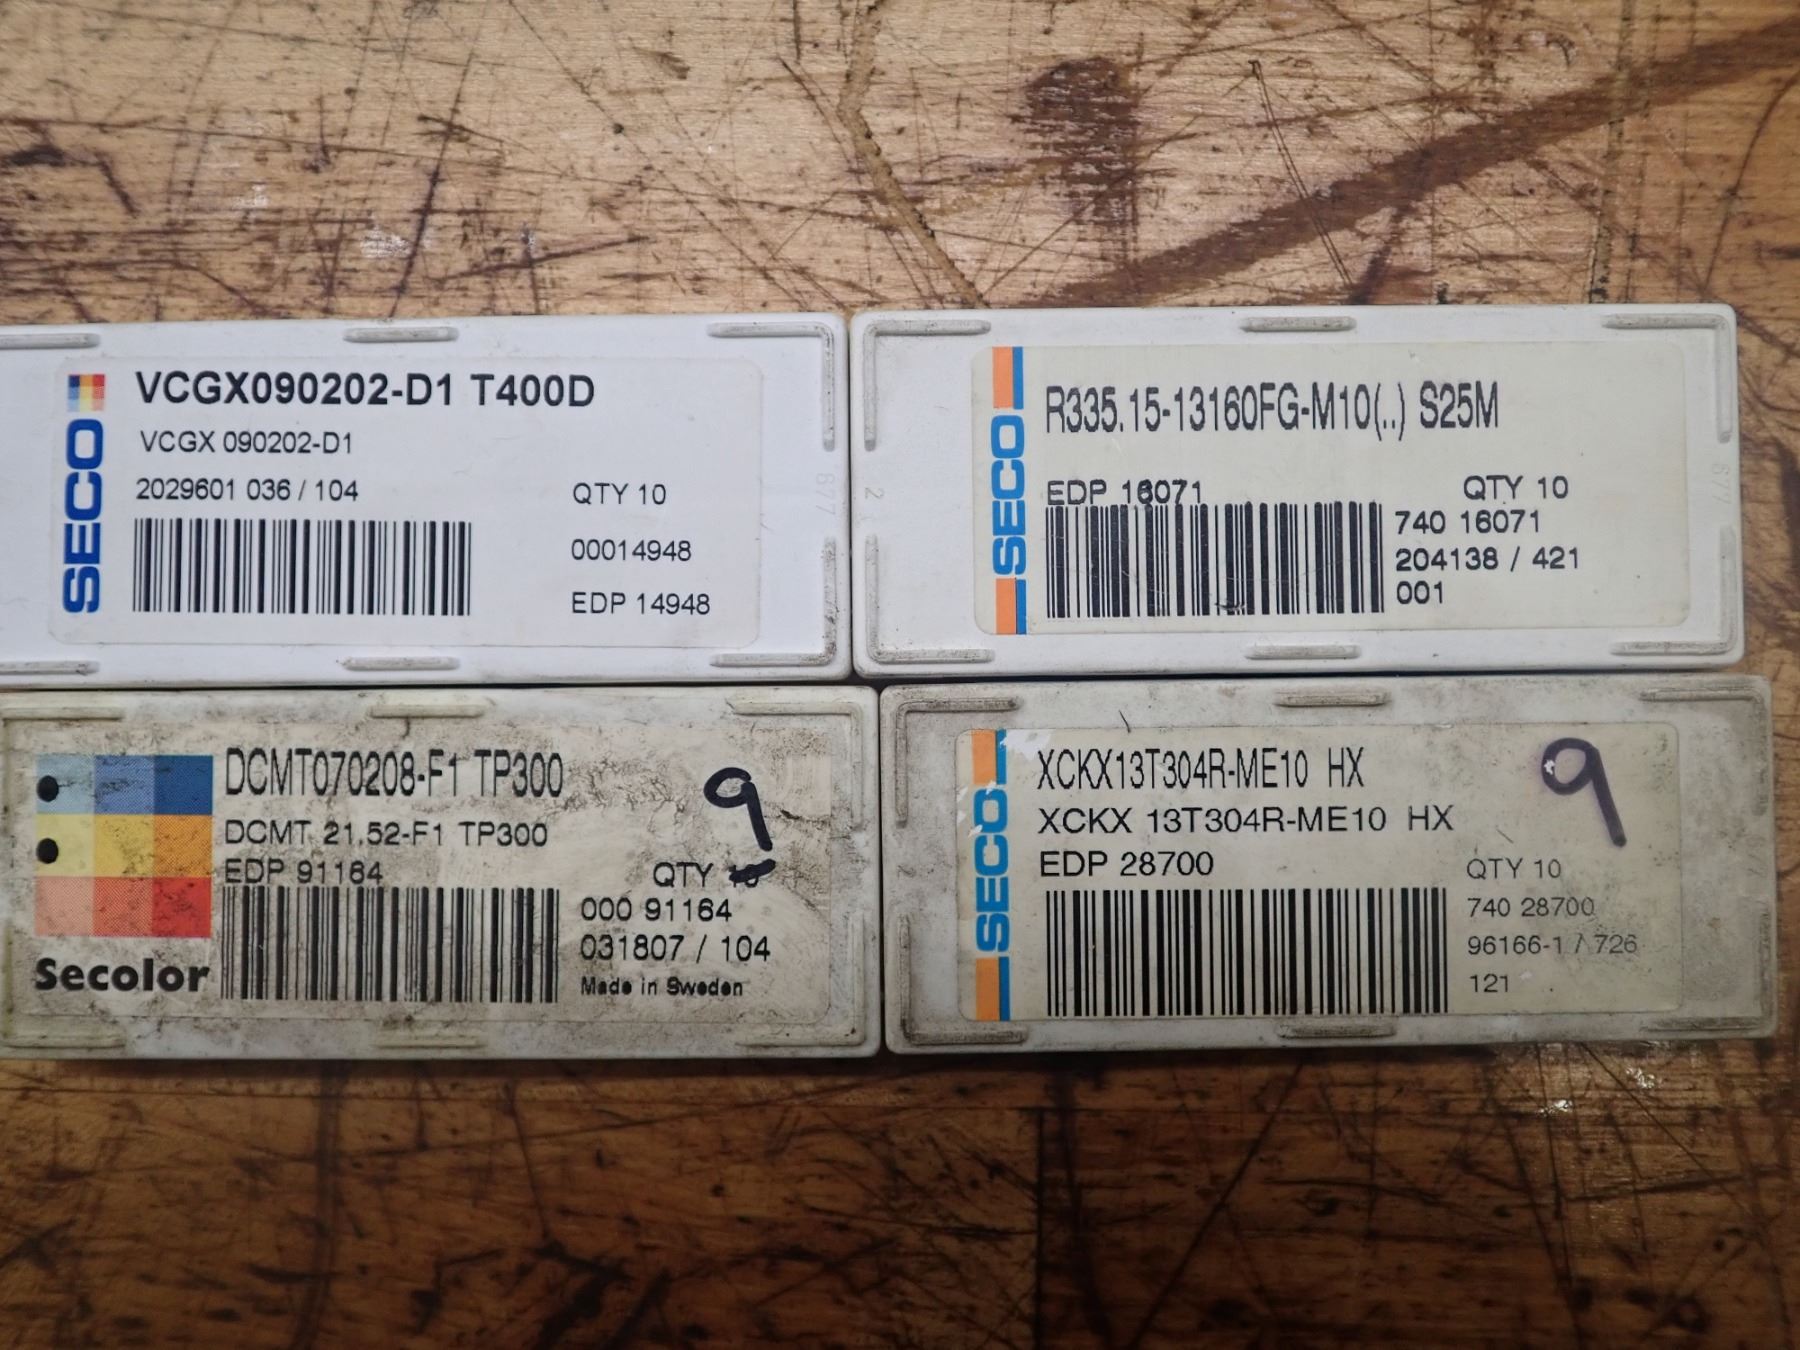 SECO
VCGX090202-D1 T400D
VCGX 090202-D1
2029601 036 / 104
QTY 10
00014948
EDP 14948
677
2
SECO
R335.15-13160FG-M10(..) S25M
EDP 16071
QTY 10
740 16071
204138 / 421
001
Secolor
DCMT070208-F1 TP300
DCMT 21.52-F1 TP300
EDP 91164
QTY 10
9
000 91164
031807 / 104
Made in Sweden
SECO
XCKX13T304R-ME10 HX
XCKX 13T304R-ME10 HX
EDP 28700
9
QTY 10
740 28700
96166-1 / 726
121